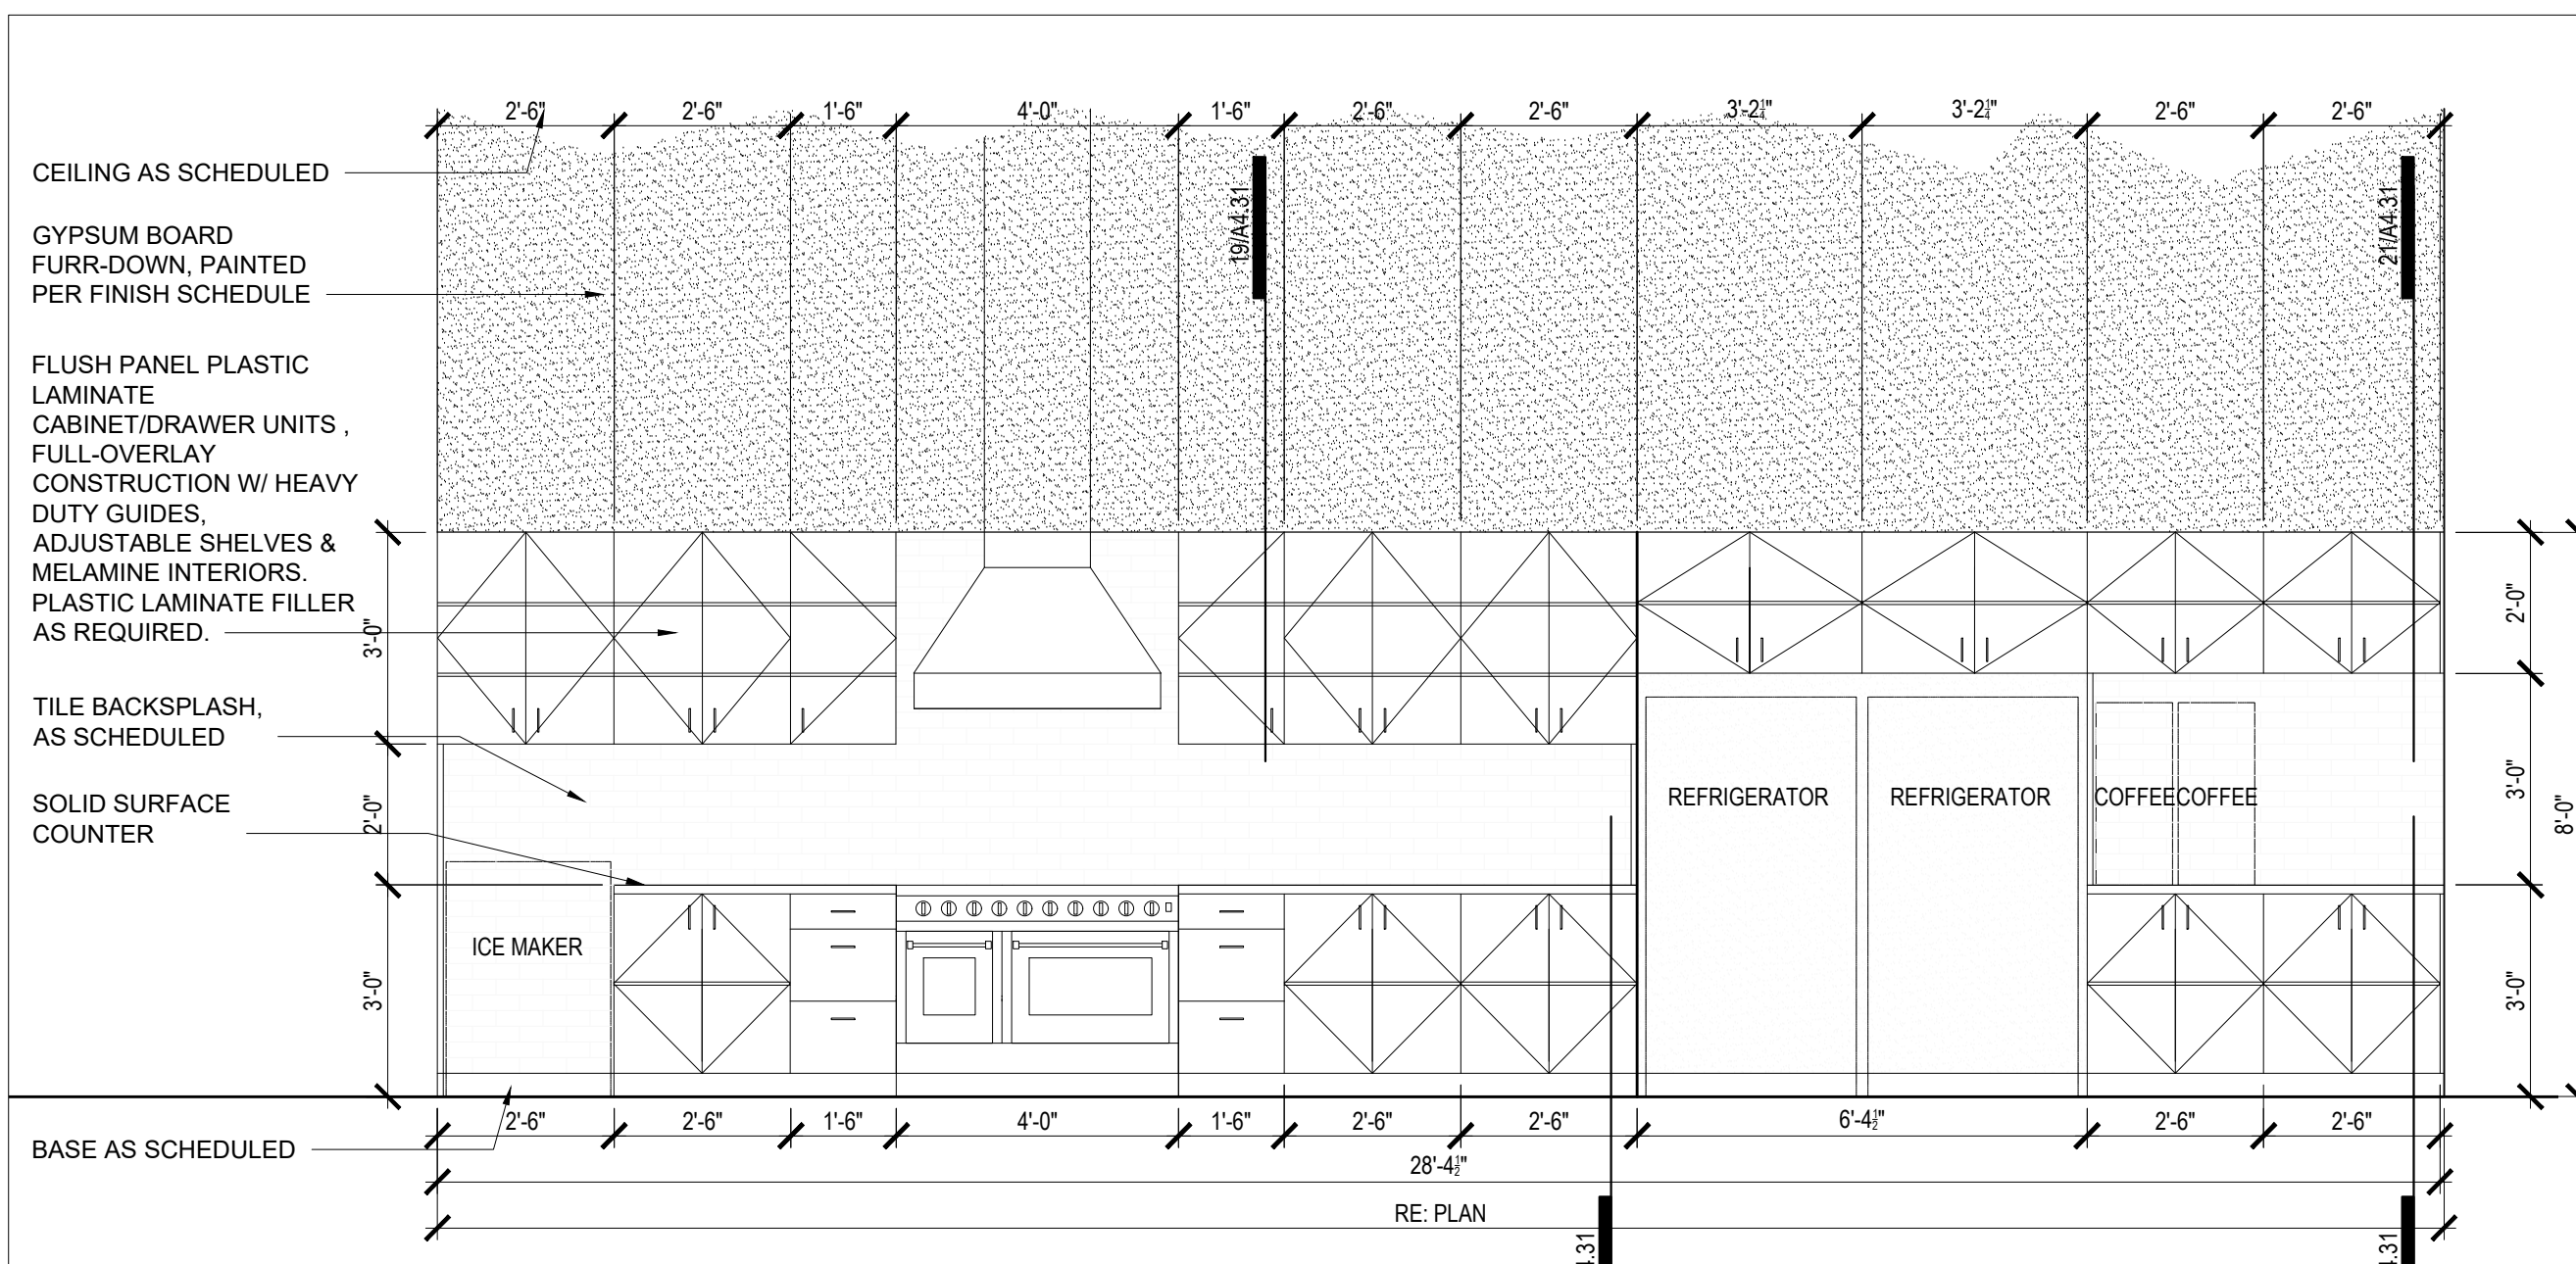 2'-6" 2'-6" 1'-6" 4'-0" 1'-6" 2'-6" 2'-6" 3'-2¼" 3'-2¼" 2'-6" 2'-6"
CEILING AS SCHEDULED
GYPSUM BOARD
FURR-DOWN, PAINTED
PER FINISH SCHEDULE
19/A4.31
21/A4.31
FLUSH PANEL PLASTIC
LAMINATE
CABINET/DRAWER UNITS ,
FULL-OVERLAY
CONSTRUCTION W/ HEAVY
DUTY GUIDES,
ADJUSTABLE SHELVES &
MELAMINE INTERIORS.
PLASTIC LAMINATE FILLER
AS REQUIRED.
3'-0"
2'-0"
TILE BACKSPLASH,
AS SCHEDULED
SOLID SURFACE
COUNTER
2'-0"
REFRIGERATOR
REFRIGERATOR
COFFEE
COFFEE
3'-0"
8'-0"
ICE MAKER
3'-0"
3'-0"
BASE AS SCHEDULED
2'-6" 2'-6" 1'-6" 4'-0" 1'-6" 2'-6" 2'-6" 6'-4½" 2'-6" 2'-6"
28'-4½"
RE: PLAN
.31
.31